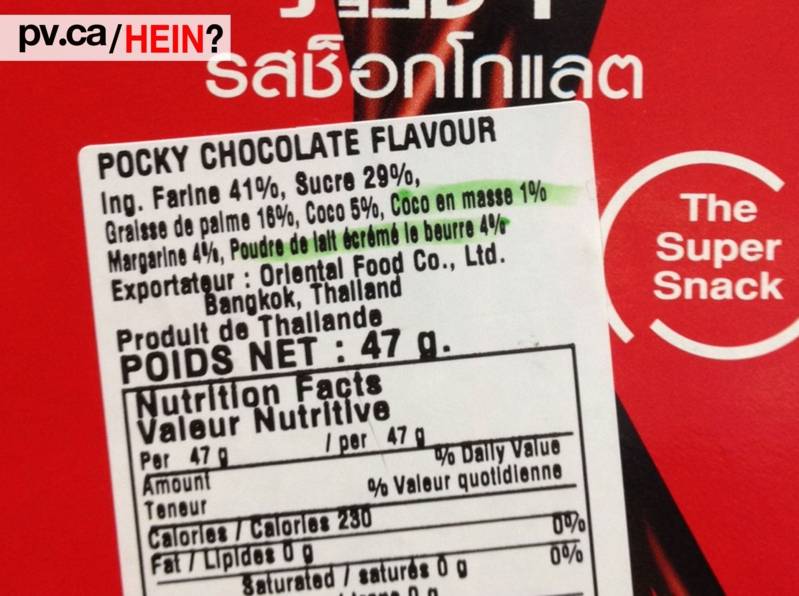 pv.ca/HEIN?
รสช็อกโกแลต
The
Super
Snack
POCKY CHOCOLATE FLAVOUR
Ing. Farine 41%, Sucre 29%,
Graisse de palme 16%, Coco 5%, Coco en masse 1%
Margarine 4%, Poudre de lait écrémé le beurre 4%
Exportateur : Oriental Food Co., Ltd.
Bangkok, Thailand
Produit de Thallande
POIDS NET : 47 g.
Nutrition Facts
Valeur Nutritive
Per 47 g / per 47 g
% Daily Value
Amount
% Valeur quotidienne
Teneur
Calories / Calories 230
Fat / Lipides 0 g 0%
Saturated / saturés 0 g 0%